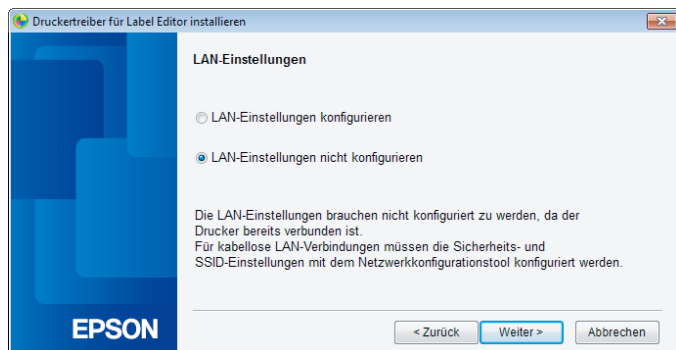 Druckertreiber für Label Editor installieren
LAN-Einstellungen
LAN-Einstellungen konfigurieren
LAN-Einstellungen nicht konfigurieren
Die LAN-Einstellungen brauchen nicht konfiguriert zu werden, da der
Drucker bereits verbunden ist.
Für kabellose LAN-Verbindungen müssen die Sicherheits- und
SSID-Einstellungen mit dem Netzwerkkonfigurationstool konfiguriert werden.
EPSON
< Zurück
Weiter >
Abbrechen